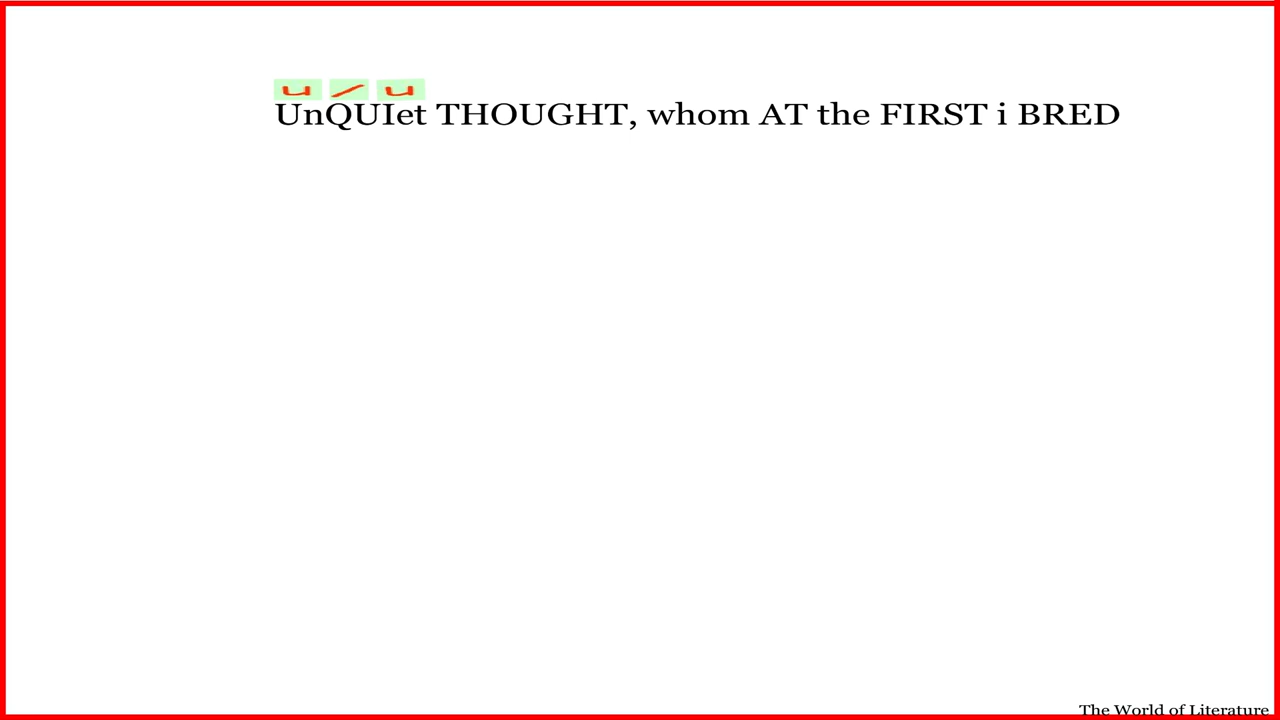 u / u
UnQUIet THOUGHT, whom AT the FIRST i BRED
The World of Literature